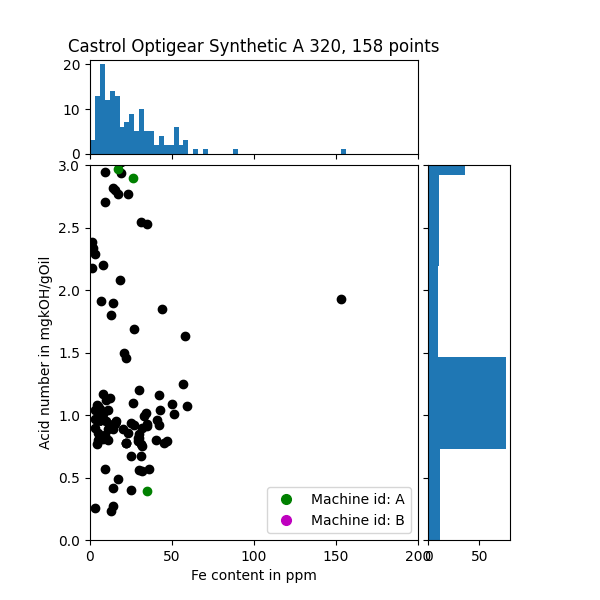 Castrol Optigear Synthetic A 320, 158 points
20
10
0
3.0
2.5
2.0
1.5
1.0
0.5
0.0
Acid number in mgkOH/gOil
Machine id: A
Machine id: B
0 50 100 150 200 0 50
Fe content in ppm